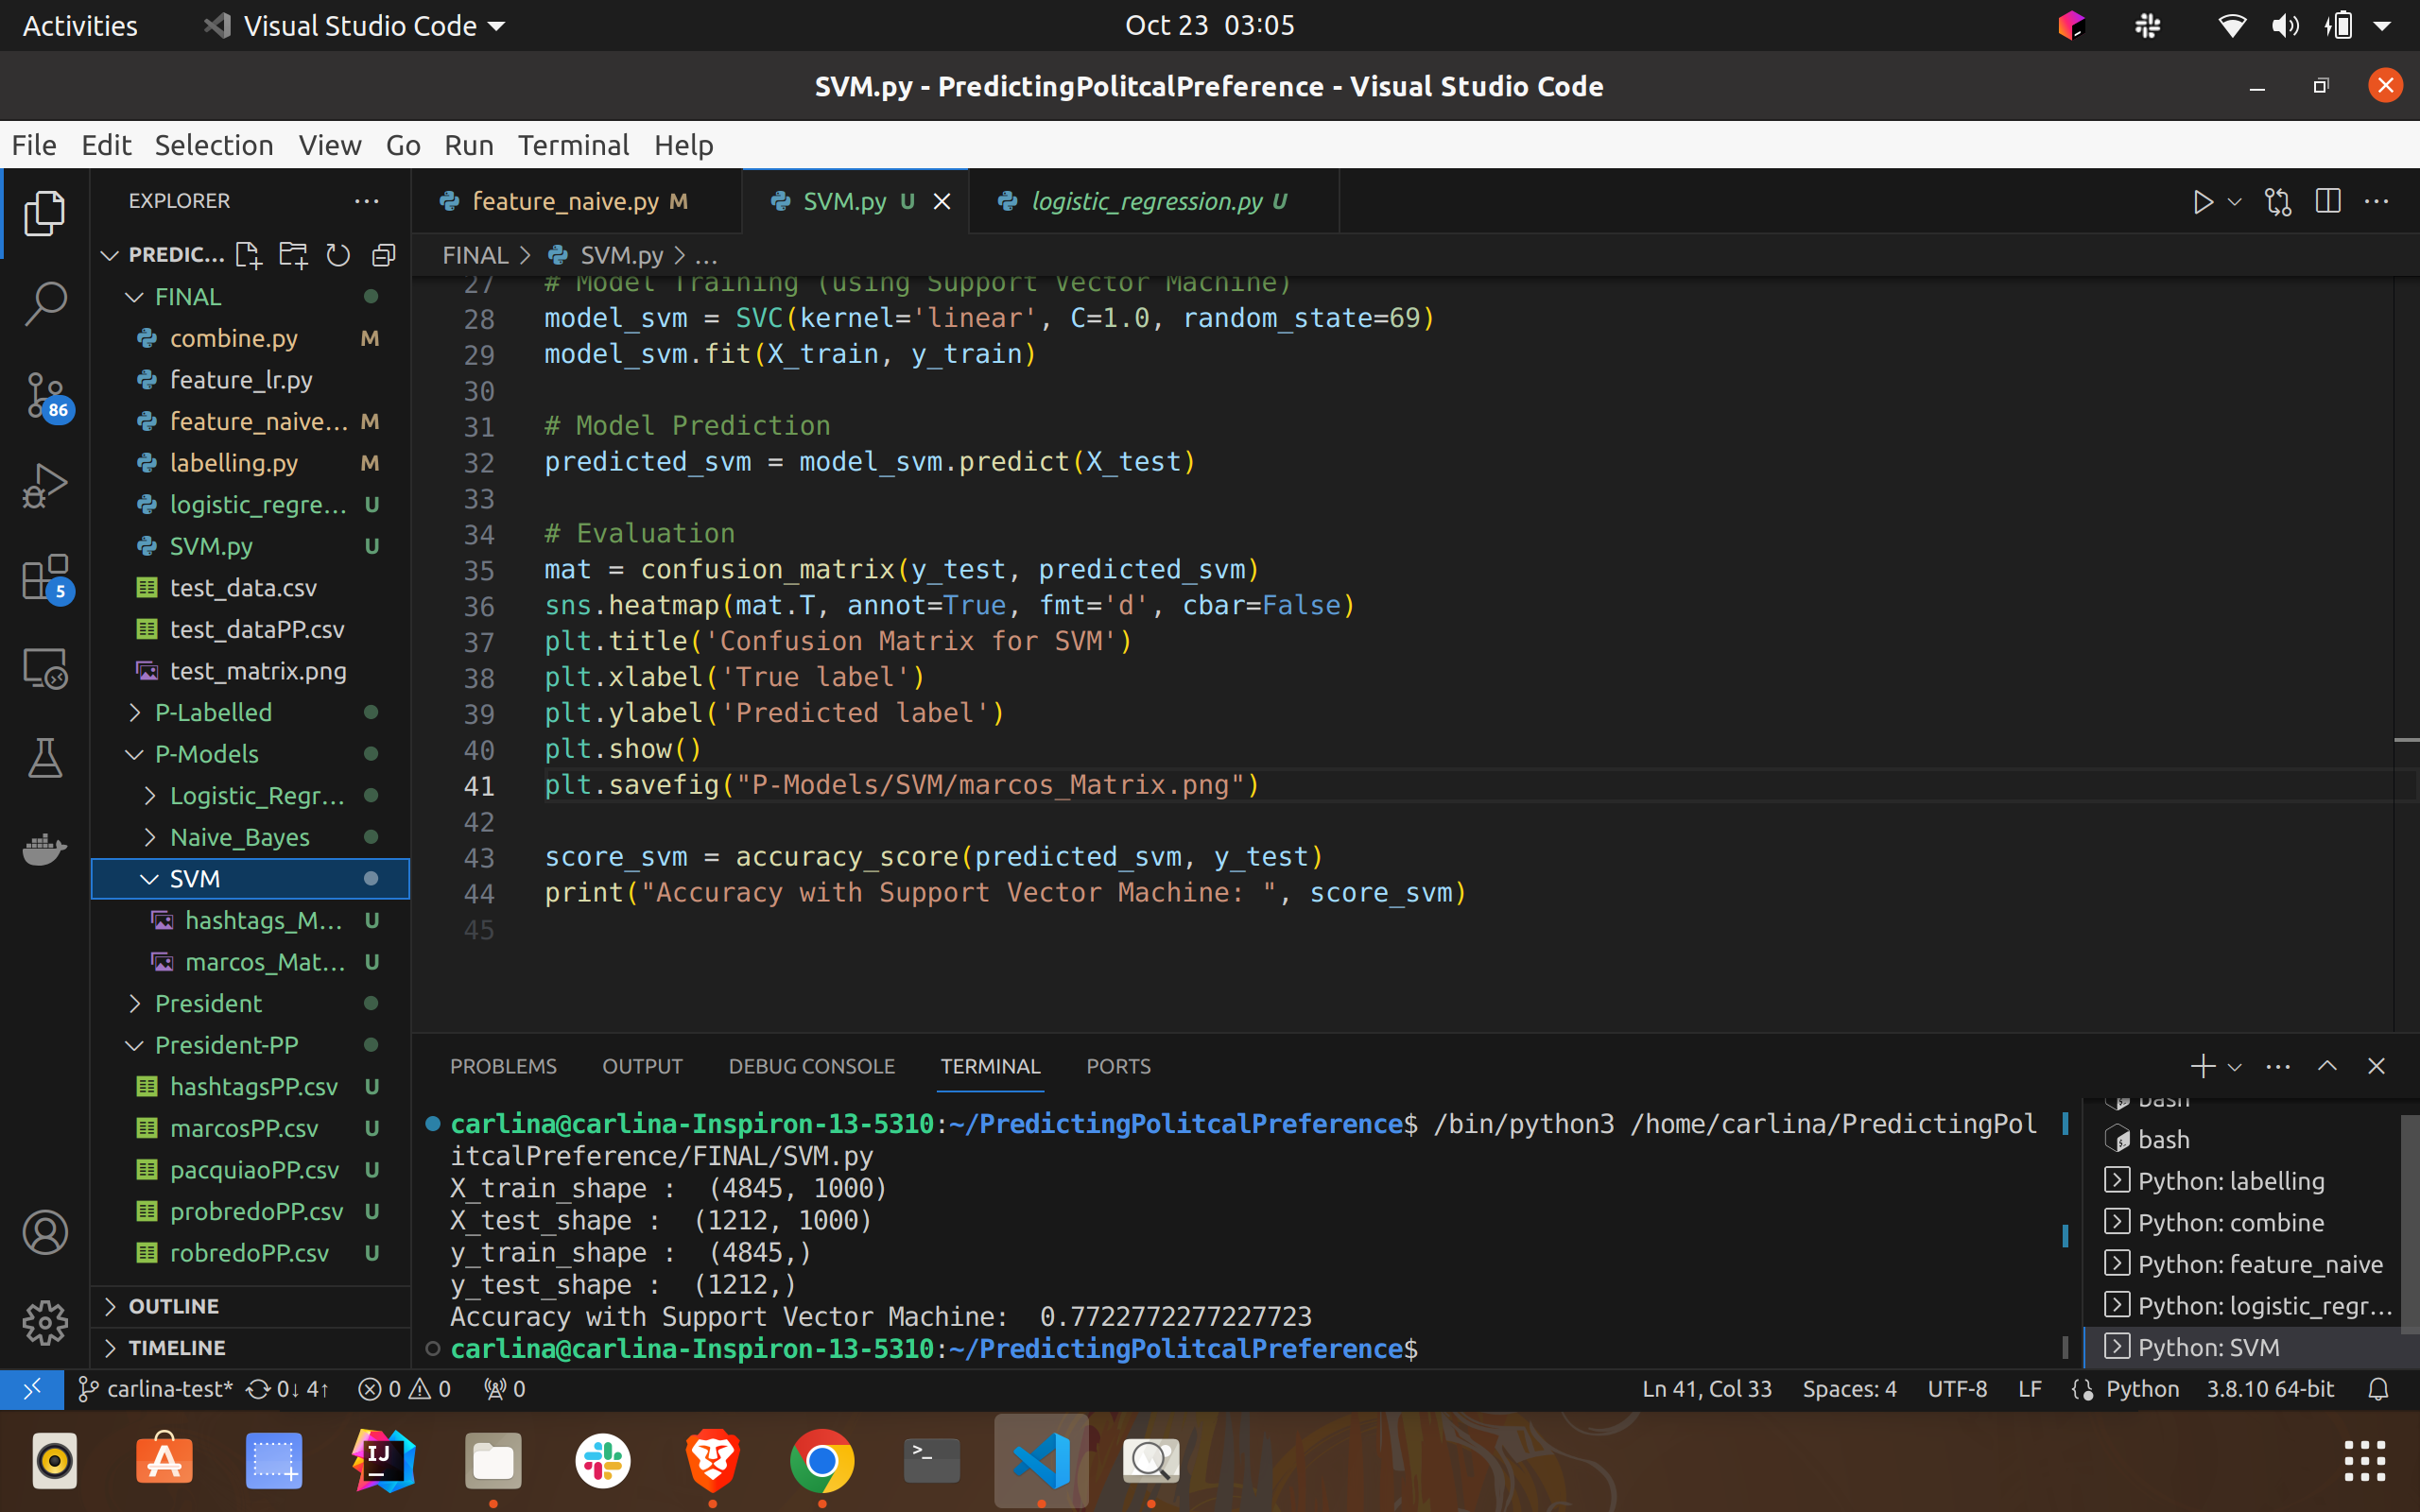 Activities
Visual Studio Code
Oct 23 03:05
SVM.py - PredictingPolitcalPreference - Visual Studio Code
File Edit Selection View Go Run Terminal Help
EXPLORER
PREDIC...
FINAL
combine.py M
feature_lr.py
feature_naive... M
labelling.py M
logistic_regre... U
SVM.py U
test_data.csv
test_dataPP.csv
test_matrix.png
P-Labelled
P-Models
Logistic_Regr...
Naive_Bayes
SVM
hashtags_M... U
marcos_Mat... U
President
President-PP
hashtagsPP.csv U
marcosPP.csv U
pacquiaoPP.csv U
probredoPP.csv U
robredoPP.csv U
OUTLINE
TIMELINE
86
5
feature_naive.py M
SVM.py U
logistic_regression.py U
FINAL > SVM.py > ...
27 # Model Training (using Support Vector Machine)
28 model_svm = SVC(kernel='linear', C=1.0, random_state=69)
29 model_svm.fit(X_train, y_train)
30
31 # Model Prediction
32 predicted_svm = model_svm.predict(X_test)
33
34 # Evaluation
35 mat = confusion_matrix(y_test, predicted_svm)
36 sns.heatmap(mat.T, annot=True, fmt='d', cbar=False)
37 plt.title('Confusion Matrix for SVM')
38 plt.xlabel('True label')
39 plt.ylabel('Predicted label')
40 plt.show()
41 plt.savefig("P-Models/SVM/marcos_Matrix.png")
42
43 score_svm = accuracy_score(predicted_svm, y_test)
44 print("Accuracy with Support Vector Machine: ", score_svm)
45
PROBLEMS OUTPUT DEBUG CONSOLE TERMINAL PORTS
carlina@carlina-Inspiron-13-5310:~/PredictingPolitcalPreference$ /bin/python3 /home/carlina/PredictingPol
itcalPreference/FINAL/SVM.py
X_train_shape :  (4845, 1000)
X_test_shape :  (1212, 1000)
y_train_shape :  (4845,)
y_test_shape :  (1212,)
Accuracy with Support Vector Machine:  0.7722772277227723
carlina@carlina-Inspiron-13-5310:~/PredictingPolitcalPreference$
bash
bash
Python: labelling
Python: combine
Python: feature_naive
Python: logistic_regr...
Python: SVM
carlina-test* 0↓ 4↑ 0 0 0
Ln 41, Col 33 Spaces: 4 UTF-8 LF Python 3.8.10 64-bit
IJ